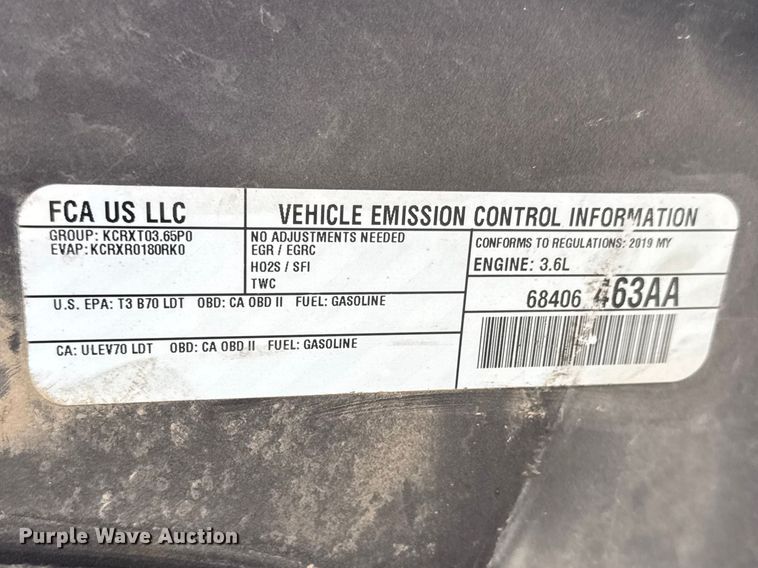 FCA US LLC
VEHICLE EMISSION CONTROL INFORMATION
GROUP: KCRXT03.65P0
EVAP: KCRXR0180RK0
NO ADJUSTMENTS NEEDED
EGR / EGRC
HO2S / SFI
TWC
CONFORMS TO REGULATIONS: 2019 MY
ENGINE: 3.6L
U.S. EPA: T3 B70 LDT OBD: CA OBD II FUEL: GASOLINE
68406 463AA
CA: ULEV70 LDT OBD: CA OBD II FUEL: GASOLINE
Purple Wave Auction